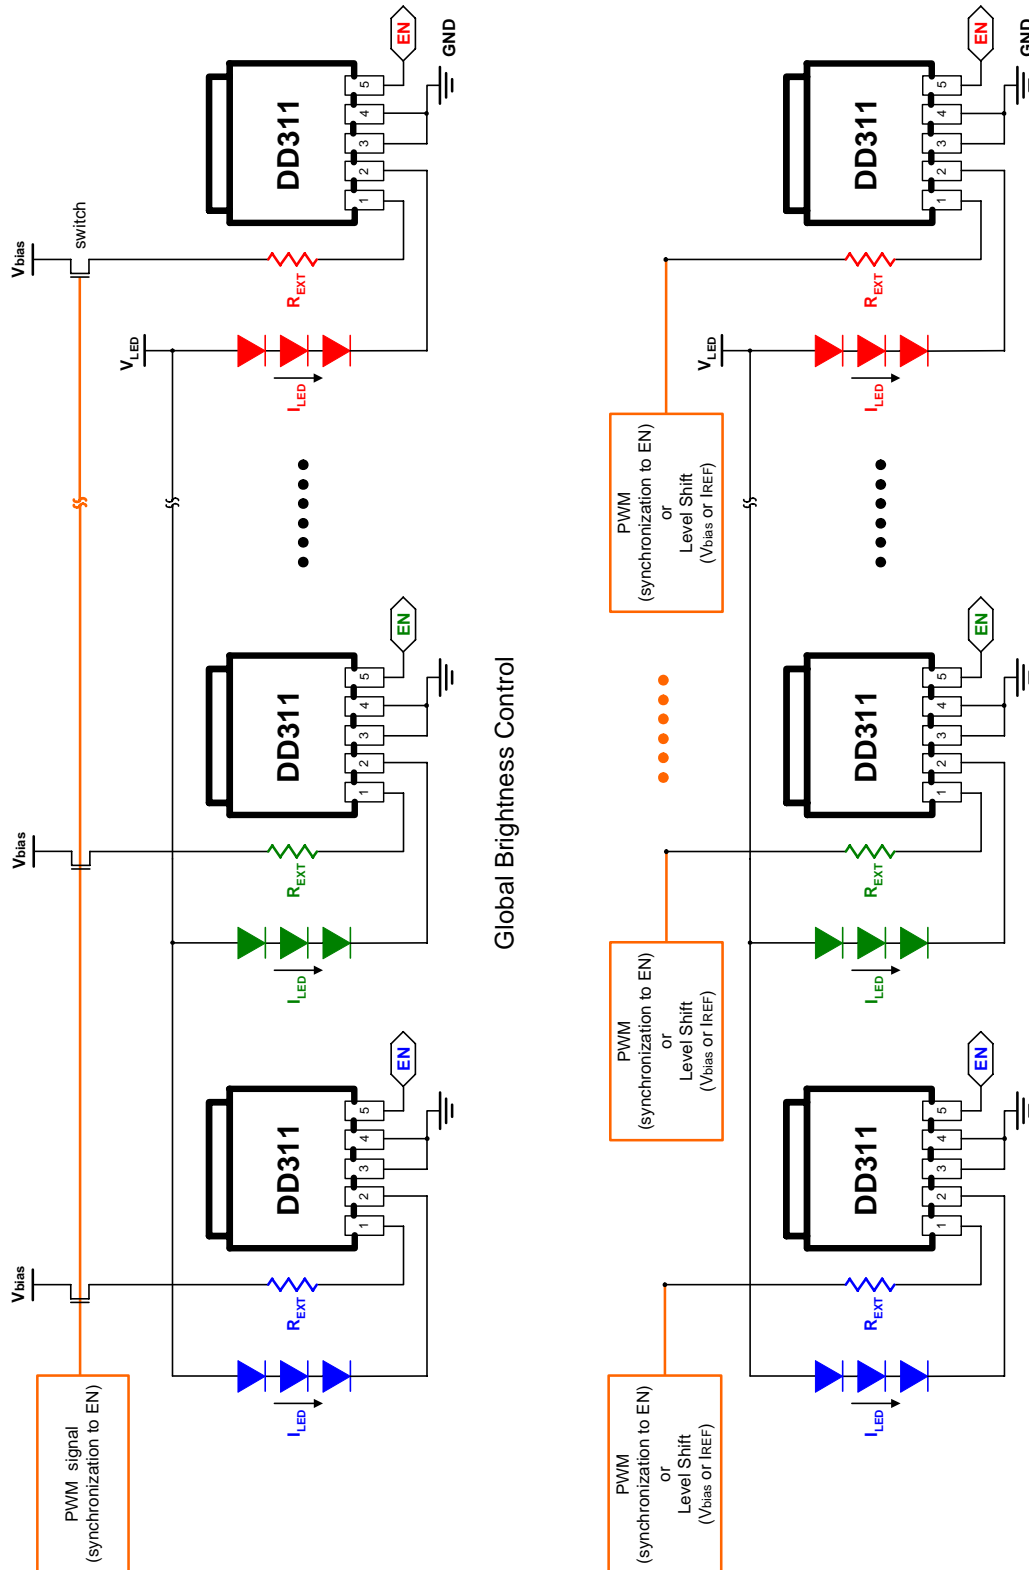 PWM signal
(synchronization to EN)
Vbias
Vbias
Vbias
switch
VLED
ILED
REXT
DD311
1 2 3 4 5
EN
ILED
REXT
DD311
1 2 3 4 5
EN
ILED
REXT
DD311
1 2 3 4 5
EN
GND
Global Brightness Control
PWM
(synchronization to EN)
or
Level Shift
(Vbias or IREF)
PWM
(synchronization to EN)
or
Level Shift
(Vbias or IREF)
PWM
(synchronization to EN)
or
Level Shift
(Vbias or IREF)
VLED
ILED
REXT
DD311
1 2 3 4 5
EN
ILED
REXT
DD311
1 2 3 4 5
EN
ILED
REXT
DD311
1 2 3 4 5
EN
GND